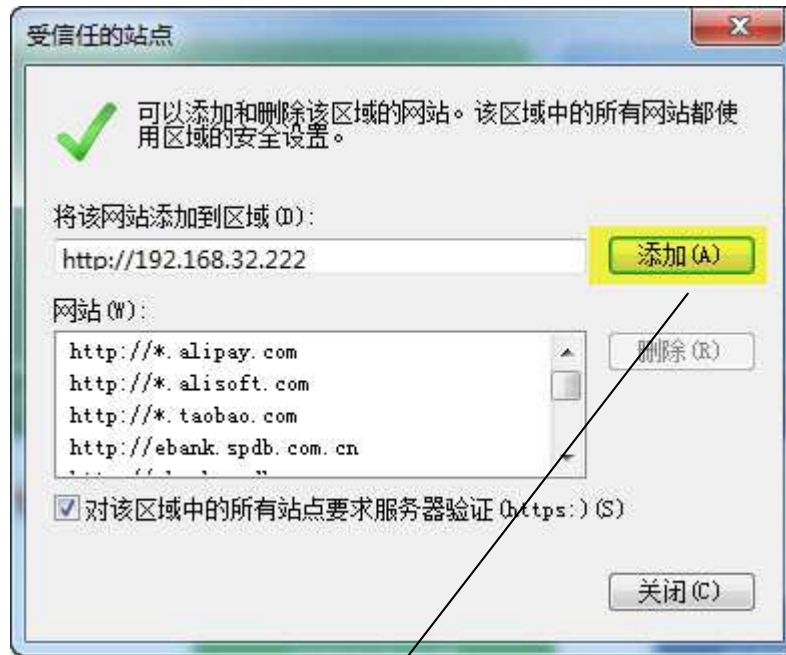 受信任的站点
可以添加和删除该区域的网站。该区域中的所有网站都使
用区域的安全设置。
将该网站添加到区域(D):
http://192.168.32.222
添加(A)
网站(W):
http://*.alipay.com
http://*.alisoft.com
http://*.taobao.com
http://ebank.spdb.com.cn
删除(R)
对该区域中的所有站点要求服务器验证(https:)(S)
关闭(C)